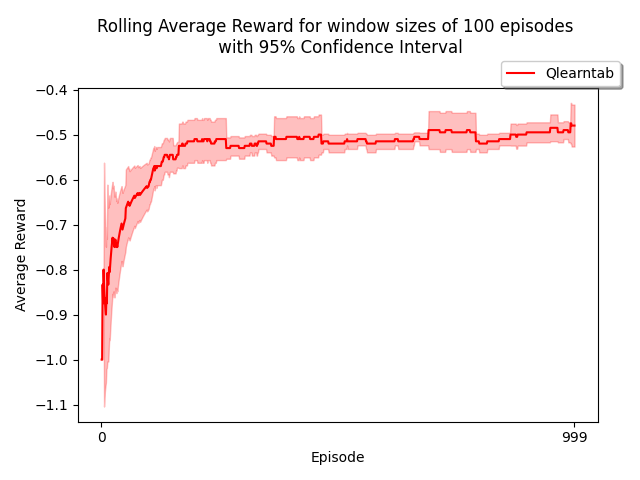 Rolling Average Reward for window sizes of 100 episodes
with 95% Confidence Interval
Qlearntab
−0.4
−0.5
−0.6
−0.7
−0.8
−0.9
−1.0
−1.1
Average Reward
0
999
Episode